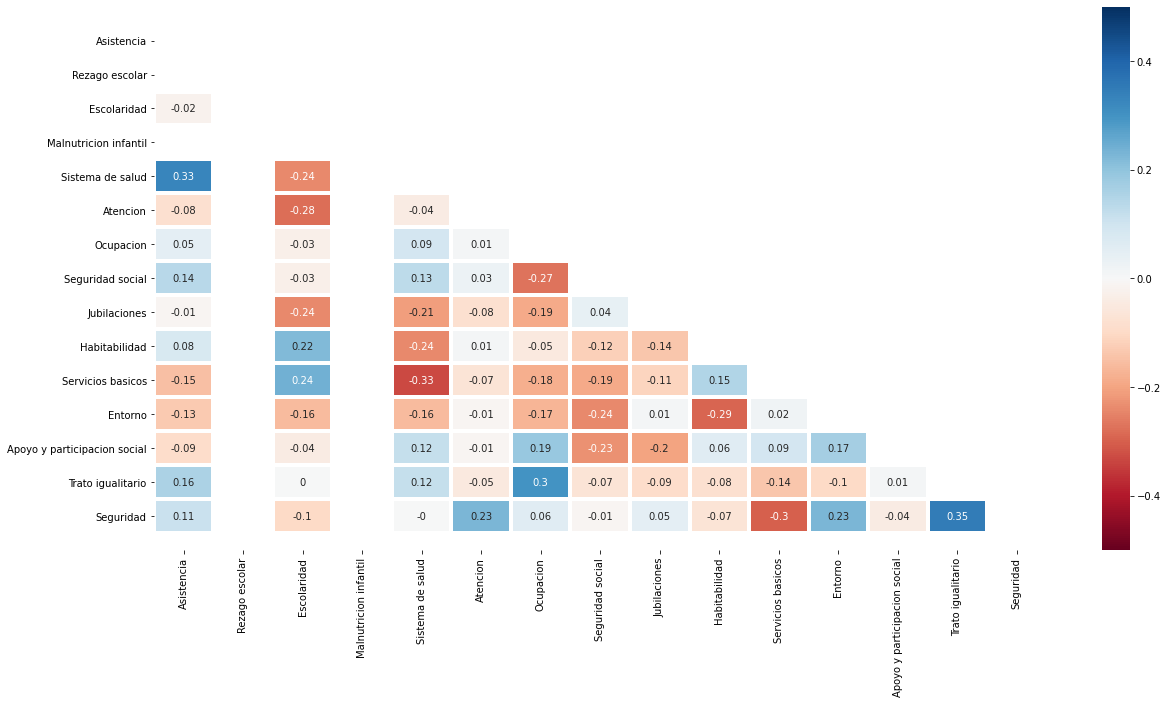 Asistencia
Rezago escolar
Escolaridad -0.02
Malnutricion infantil
Sistema de salud 0.33 -0.24
Atencion -0.08 -0.28 -0.04
Ocupacion 0.05 -0.03 0.09 0.01
Seguridad social 0.14 -0.03 0.13 0.03 -0.27
Jubilaciones -0.01 -0.24 -0.21 -0.08 -0.19 0.04
Habitabilidad 0.08 0.22 -0.24 0.01 -0.05 -0.12 -0.14
Servicios basicos -0.15 0.24 -0.33 -0.07 -0.18 -0.19 -0.11 0.15
Entorno -0.13 -0.16 -0.16 -0.01 -0.17 -0.24 0.01 -0.29 0.02
Apoyo y participacion social -0.09 -0.04 0.12 -0.01 0.19 -0.23 -0.2 0.06 0.09 0.17
Trato igualitario 0.16 0 0.12 -0.05 0.3 -0.07 -0.09 -0.08 -0.14 -0.1 0.01
Seguridad 0.11 -0.1 -0 0.23 0.06 -0.01 0.05 -0.07 -0.3 0.23 -0.04 0.35
Asistencia
Rezago escolar
Escolaridad
Malnutricion infantil
Sistema de salud
Atencion
Ocupacion
Seguridad social
Jubilaciones
Habitabilidad
Servicios basicos
Entorno
Apoyo y participacion social
Trato igualitario
Seguridad
0.4
0.2
0.0
−0.2
−0.4